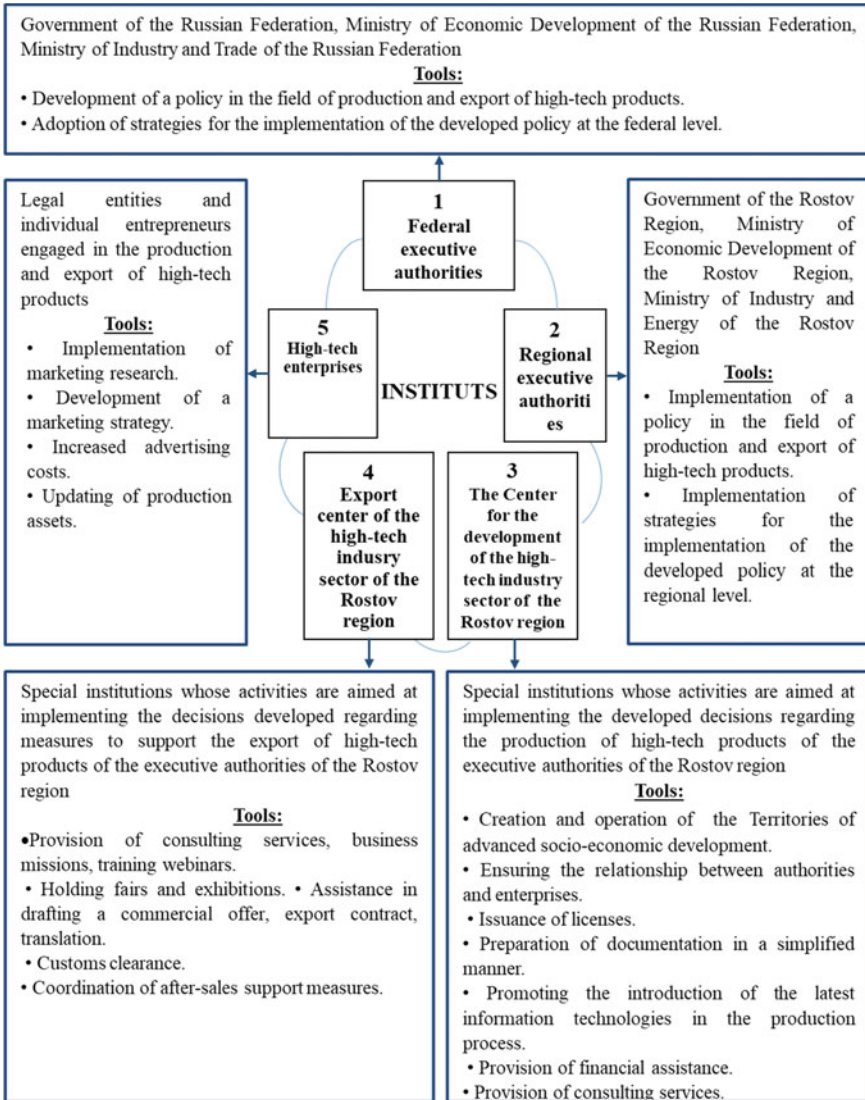 Government of the Russian Federation, Ministry of Economic Development of the Russian Federation,
Ministry of Industry and Trade of the Russian Federation
Tools:
• Development of a policy in the field of production and export of high-tech products.
• Adoption of strategies for the implementation of the developed policy at the federal level.
1
Federal
executive
authorities
Legal entities and
individual entrepreneurs
engaged in the production
and export of high-tech
products
Tools:
• Implementation of
marketing research.
• Development of a
marketing strategy.
• Increased advertising
costs.
• Updating of production
assets.
5
High-tech
enterprises
INSTITUTS
2
Regional
executive
authoriti
es
Government of the Rostov
Region, Ministry of
Economic Development of
the Rostov Region,
Ministry of Industry and
Energy of the Rostov
Region
Tools:
• Implementation of a
policy in the field of
production and export of
high-tech products.
• Implementation of
strategies for the
implementation of the
developed policy at the
regional level.
4
Export
center of the
high-tech
indusry
sector of the
Rostov
region
3
The Center
for the
development
of the high-
tech industry
sector of the
Rostov region
Special institutions whose activities are aimed at
implementing the decisions developed regarding
measures to support the export of high-tech
products of the executive authorities of the Rostov
region
Tools:
•Provision of consulting services, business
missions, training webinars.
• Holding fairs and exhibitions. • Assistance in
drafting a commercial offer, export contract,
translation.
• Customs clearance.
• Coordination of after-sales support measures.
Special institutions whose activities are aimed at
implementing the developed decisions regarding
the production of high-tech products of the
executive authorities of the Rostov region
Tools:
• Creation and operation of the Territories of
advanced socio-economic development.
• Ensuring the relationship between authorities
and enterprises.
• Issuance of licenses.
• Preparation of documentation in a simplified
manner.
• Promoting the introduction of the latest
information technologies in the production
process.
• Provision of financial assistance.
• Provision of consulting services.